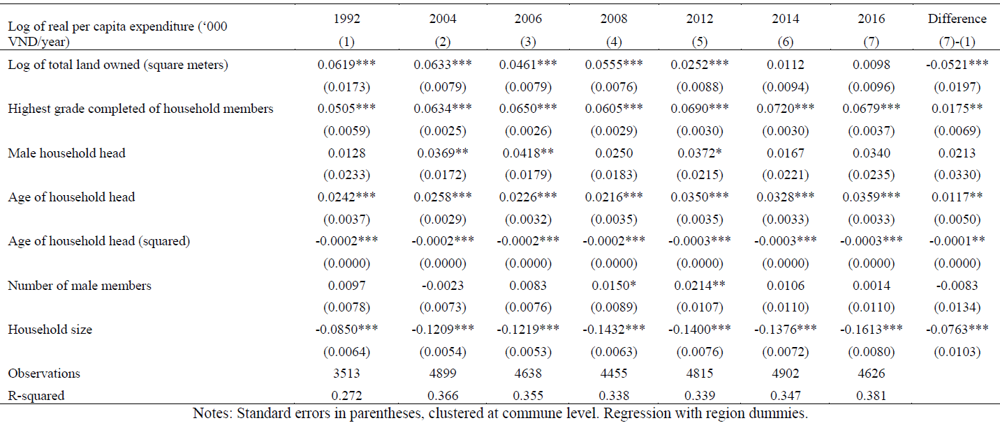 Log of real per capita expenditure (‘000 VND/year) 1992 2004 2006 2008 2012 2014 2016 Difference
(1) (2) (3) (4) (5) (6) (7) (7)-(1)
Log of total land owned (square meters) 0.0619*** 0.0633*** 0.0461*** 0.0555*** 0.0252*** 0.0112 0.0098 -0.0521***
(0.0173) (0.0079) (0.0079) (0.0076) (0.0088) (0.0094) (0.0096) (0.0197)
Highest grade completed of household members 0.0505*** 0.0634*** 0.0650*** 0.0605*** 0.0690*** 0.0720*** 0.0679*** 0.0175**
(0.0059) (0.0025) (0.0026) (0.0029) (0.0030) (0.0030) (0.0037) (0.0069)
Male household head 0.0128 0.0369** 0.0418** 0.0250 0.0372* 0.0167 0.0340 0.0213
(0.0233) (0.0172) (0.0179) (0.0183) (0.0215) (0.0221) (0.0235) (0.0330)
Age of household head 0.0242*** 0.0258*** 0.0226*** 0.0216*** 0.0350*** 0.0328*** 0.0359*** 0.0117**
(0.0037) (0.0029) (0.0032) (0.0035) (0.0035) (0.0033) (0.0033) (0.0050)
Age of household head (squared) -0.0002*** -0.0002*** -0.0002*** -0.0002*** -0.0003*** -0.0003*** -0.0003*** -0.0001**
(0.0000) (0.0000) (0.0000) (0.0000) (0.0000) (0.0000) (0.0000) (0.0000)
Number of male members 0.0097 -0.0023 0.0083 0.0150* 0.0214** 0.0106 0.0014 -0.0083
(0.0078) (0.0073) (0.0076) (0.0089) (0.0107) (0.0110) (0.0110) (0.0134)
Household size -0.0850*** -0.1209*** -0.1219*** -0.1432*** -0.1400*** -0.1376*** -0.1613*** -0.0763***
(0.0064) (0.0054) (0.0053) (0.0063) (0.0076) (0.0072) (0.0080) (0.0103)
Observations 3513 4899 4638 4455 4815 4902 4626
R-squared 0.272 0.366 0.355 0.338 0.339 0.347 0.381
Notes: Standard errors in parentheses, clustered at commune level. Regression with region dummies.